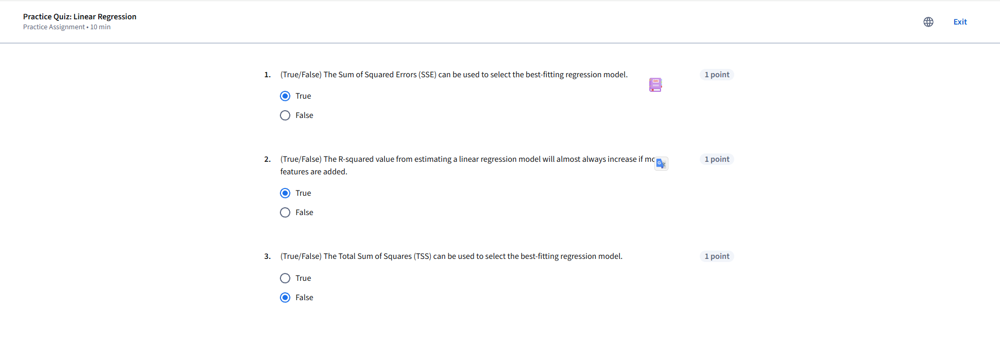 Practice Quiz: Linear Regression
Practice Assignment • 10 min
Exit
1. (True/False) The Sum of Squared Errors (SSE) can be used to select the best-fitting regression model.
1 point
True
False
2. (True/False) The R-squared value from estimating a linear regression model will almost always increase if
features are added.
1 point
True
False
3. (True/False) The Total Sum of Squares (TSS) can be used to select the best-fitting regression model.
1 point
True
False